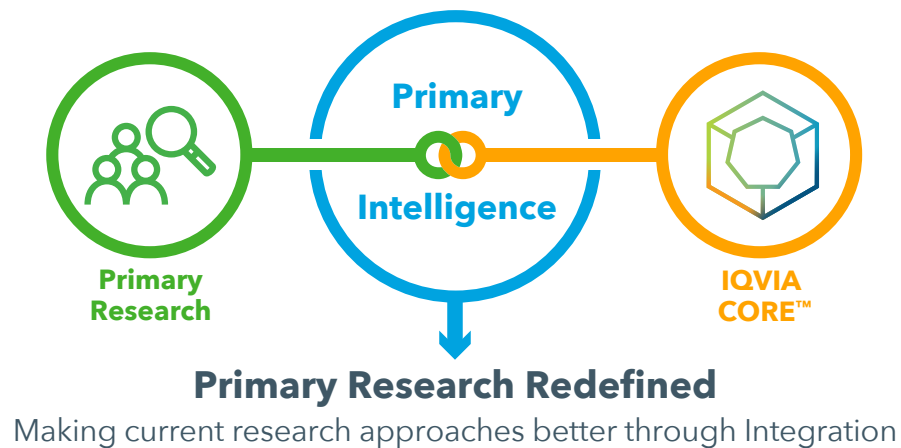 Primary
Intelligence
Primary
Research
IQVIA
CORE™
Primary Research Redefined
Making current research approaches better through Integration